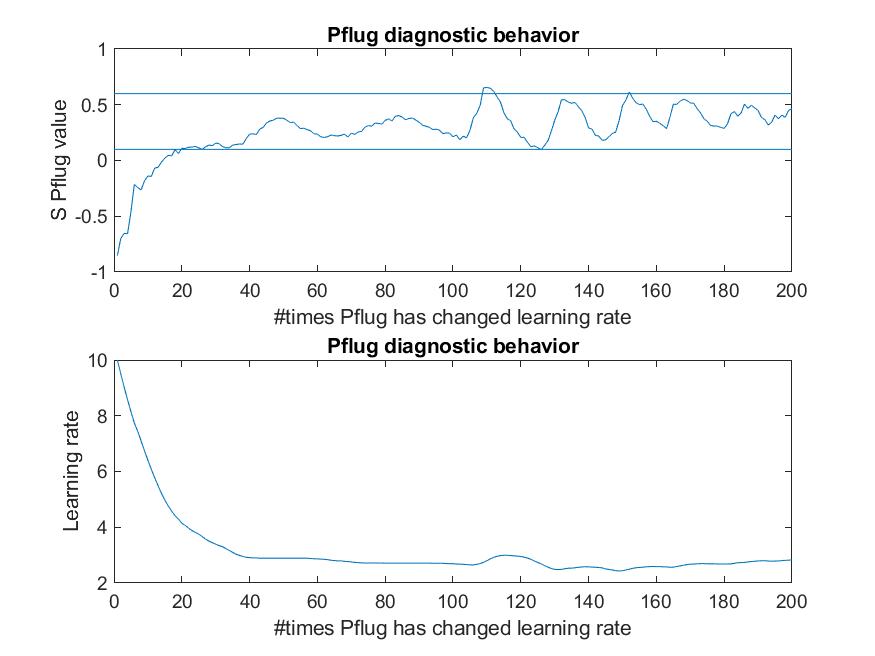 Pflug diagnostic behavior
S Pflug value
1
0.5
0
-0.5
-1
0 20 40 60 80 100 120 140 160 180 200
#times Pflug has changed learning rate
Pflug diagnostic behavior
Learning rate
10
8
6
4
2
0 20 40 60 80 100 120 140 160 180 200
#times Pflug has changed learning rate